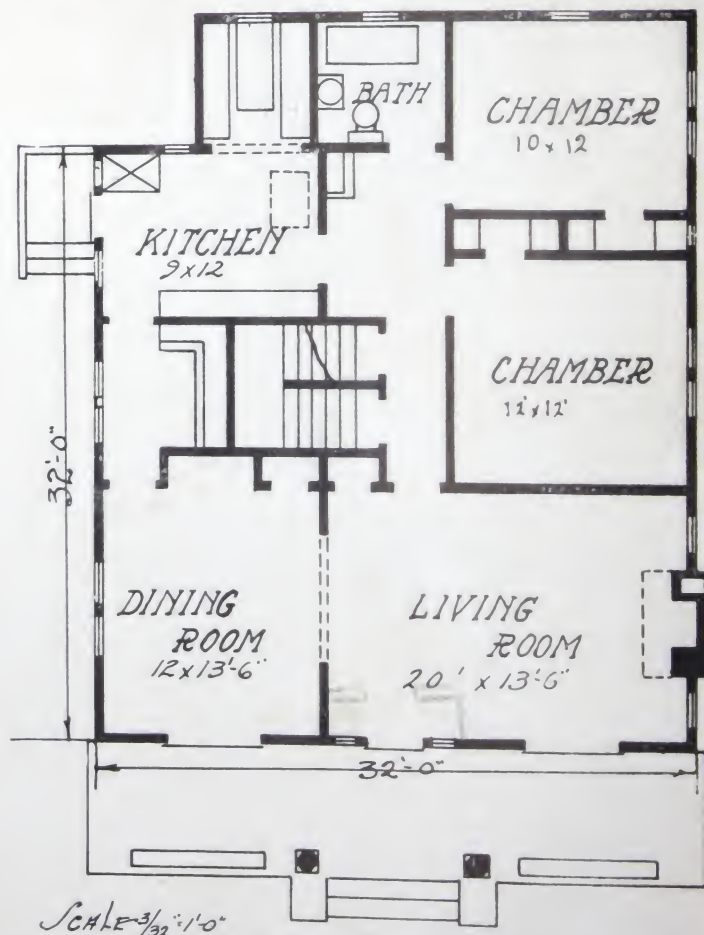 BATH
CHAMBER
10 x 12
KITCHEN
9 x 12
CHAMBER
11' x 12'
32'-0"
DINING
ROOM
12 x 13'-6"
LIVING
ROOM
20' x 13'-6"
32'-0"
SCALE 3/32"=1'-0"